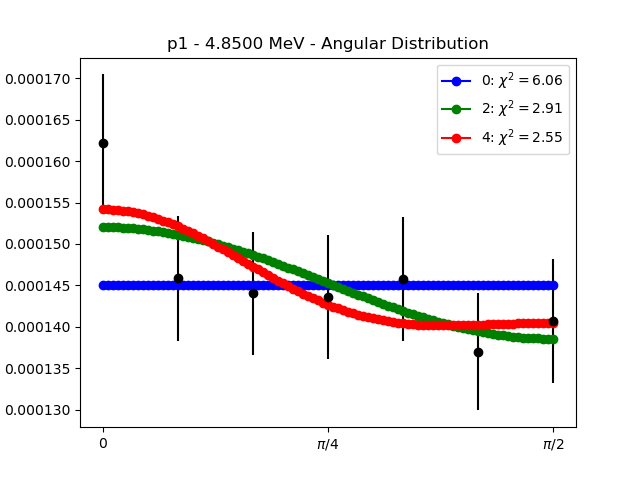 p1 - 4.8500 MeV - Angular Distribution
0.000170
0.000165
0.000160
0.000155
0.000150
0.000145
0.000140
0.000135
0.000130
0: χ² = 6.06
2: χ² = 2.91
4: χ² = 2.55
0 π/4 π/2